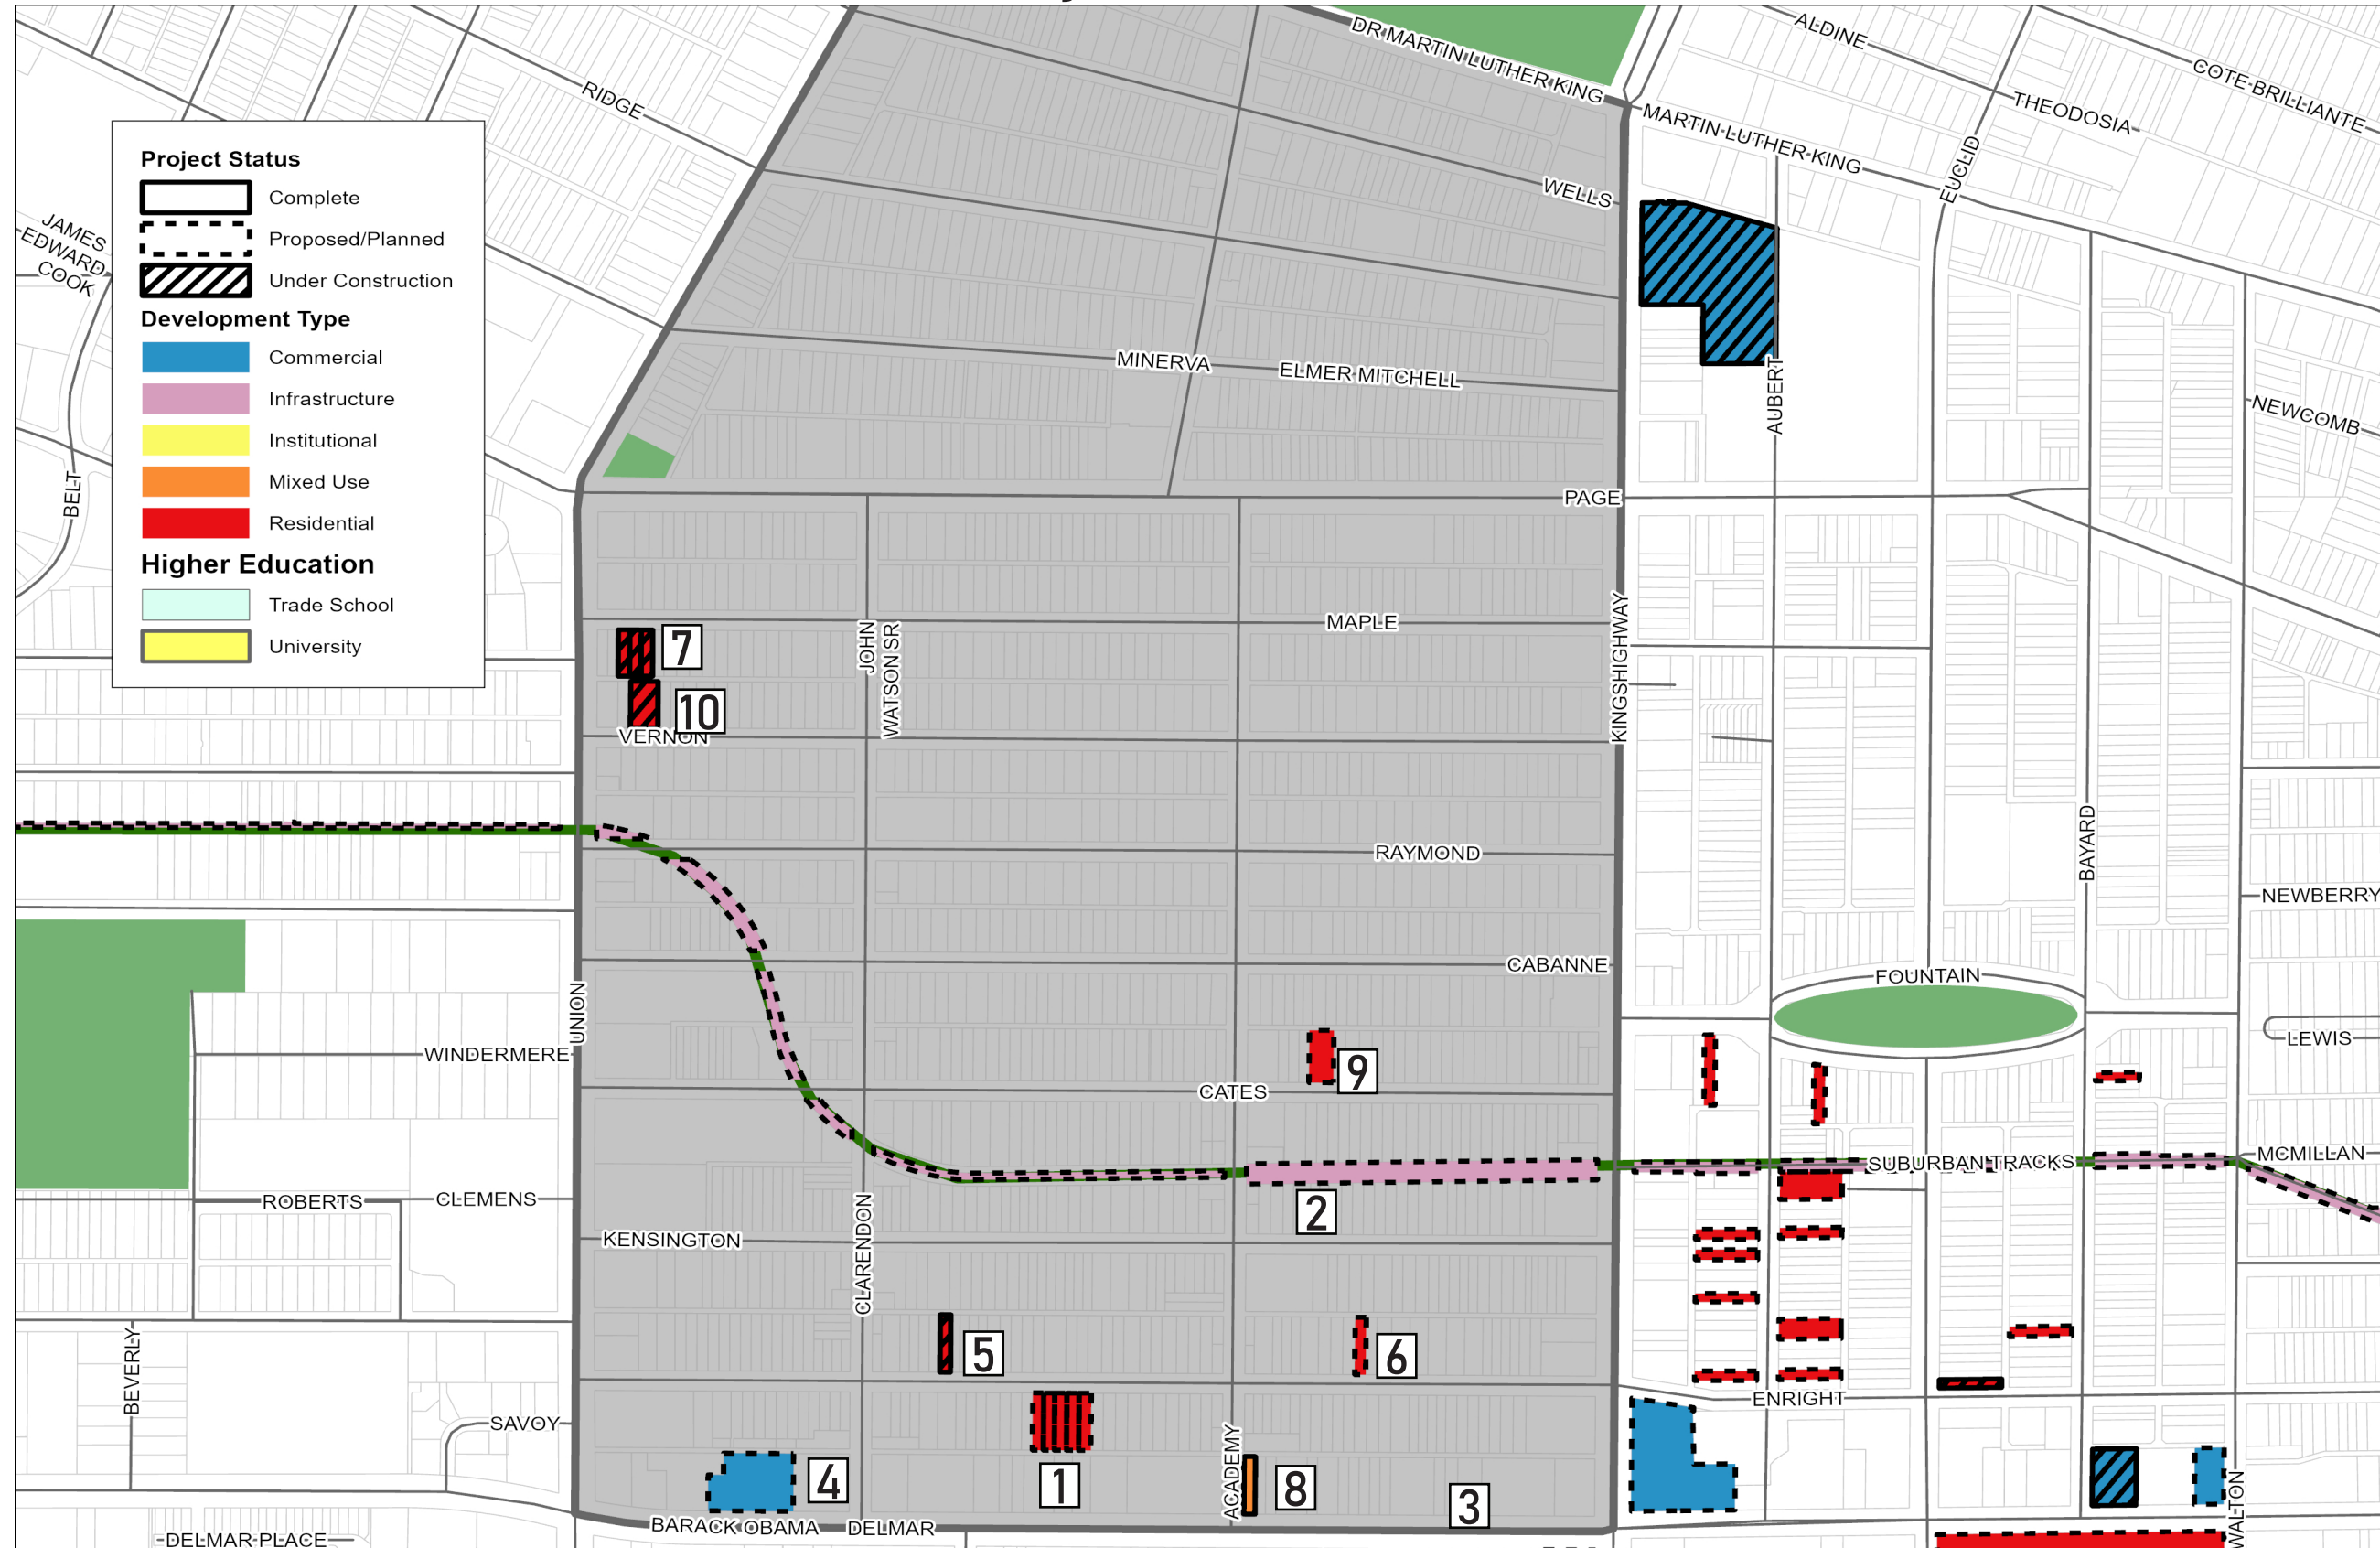 DR MARTIN LUTHER KING
ALDINE
COTE BRILLIANTE
RIDGE
THEODOSIA
MARTIN LUTHER KING
EUCLID
Project Status
Complete
Proposed/Planned
Under Construction
Development Type
Commercial
Infrastructure
Institutional
Mixed Use
Residential
Higher Education
Trade School
University
WELLS
JAMES
EDWARD
COOK
MINERVA
ELMER MITCHELL
AUBERT
NEWCOMB
BELT
PAGE
MAPLE
KINGSHIGHWAY
JOHN
WATSON SR
7
10
VERNON
RAYMOND
BAYARD
NEWBERRY
CABANNE
FOUNTAIN
UNION
WINDERMERE
LEWIS
9
CATES
SUBURBAN TRACKS
MCMILLAN
ROBERTS
CLEMENS
2
KENSINGTON
CLARENDON
5
6
BEVERLY
ENRIGHT
SAVOY
ACADEMY
4
1
8
3
WALTON
BARACK OBAMA
DELMAR
DELMAR PLACE